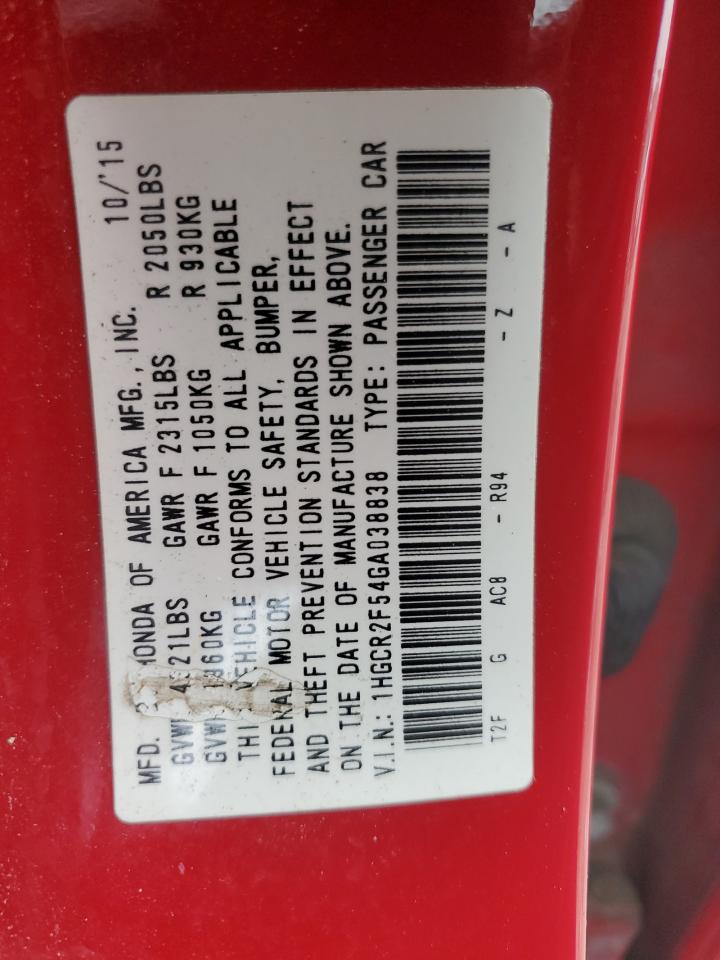 MFD. HONDA OF AMERICA MFG., INC. 10/'15
GAWR F 2315LBS R 2050LBS
GAWR F 1050KG R 930KG
VEHICLE CONFORMS TO ALL APPLICABLE
FEDERAL MOTOR VEHICLE SAFETY, BUMPER,
AND THEFT PREVENTION STANDARDS IN EFFECT
ON THE DATE OF MANUFACTURE SHOWN ABOVE.
V.I.N.: 1HGCR2F54GA038838 TYPE: PASSENGER CAR
T2F G AC8 - R94 - Z - A